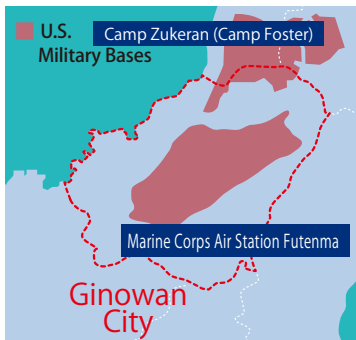 U.S.
Military Bases
Camp Zukeran (Camp Foster)
Marine Corps Air Station Futenma
Ginowan
City